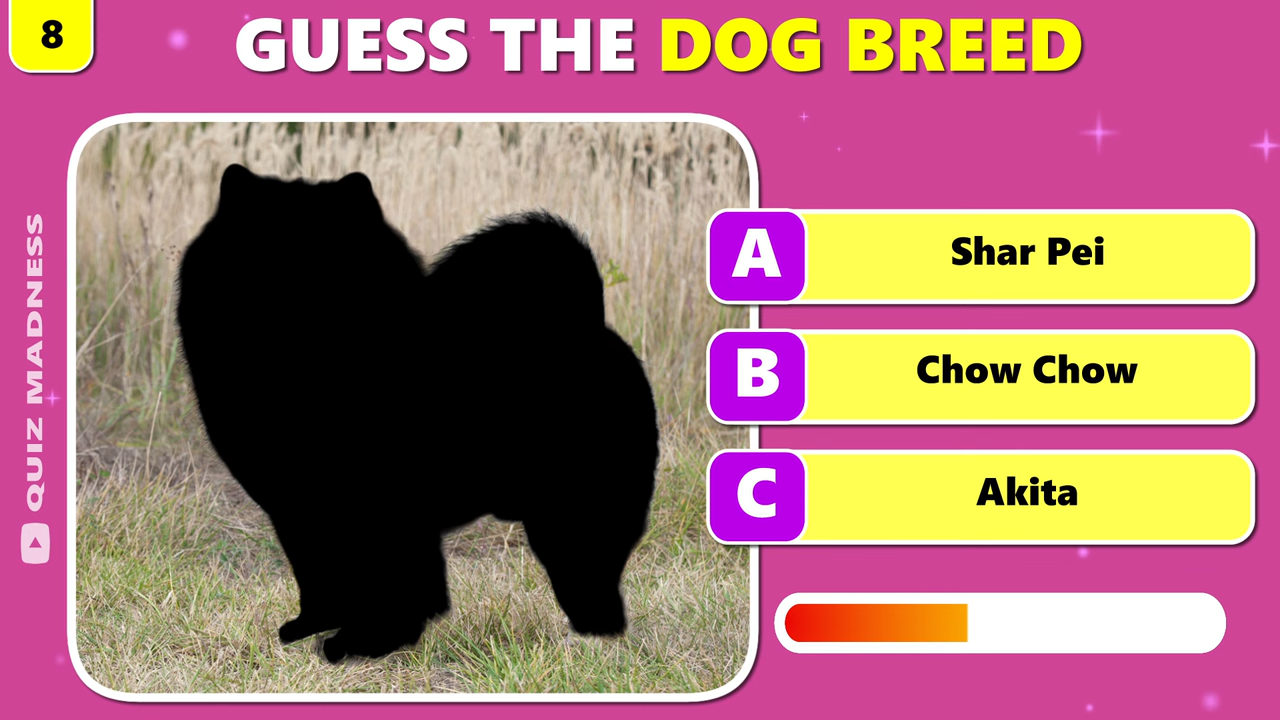 8
GUESS THE DOG BREED
QUIZ MADNESS
A
Shar Pei
B
Chow Chow
C
Akita